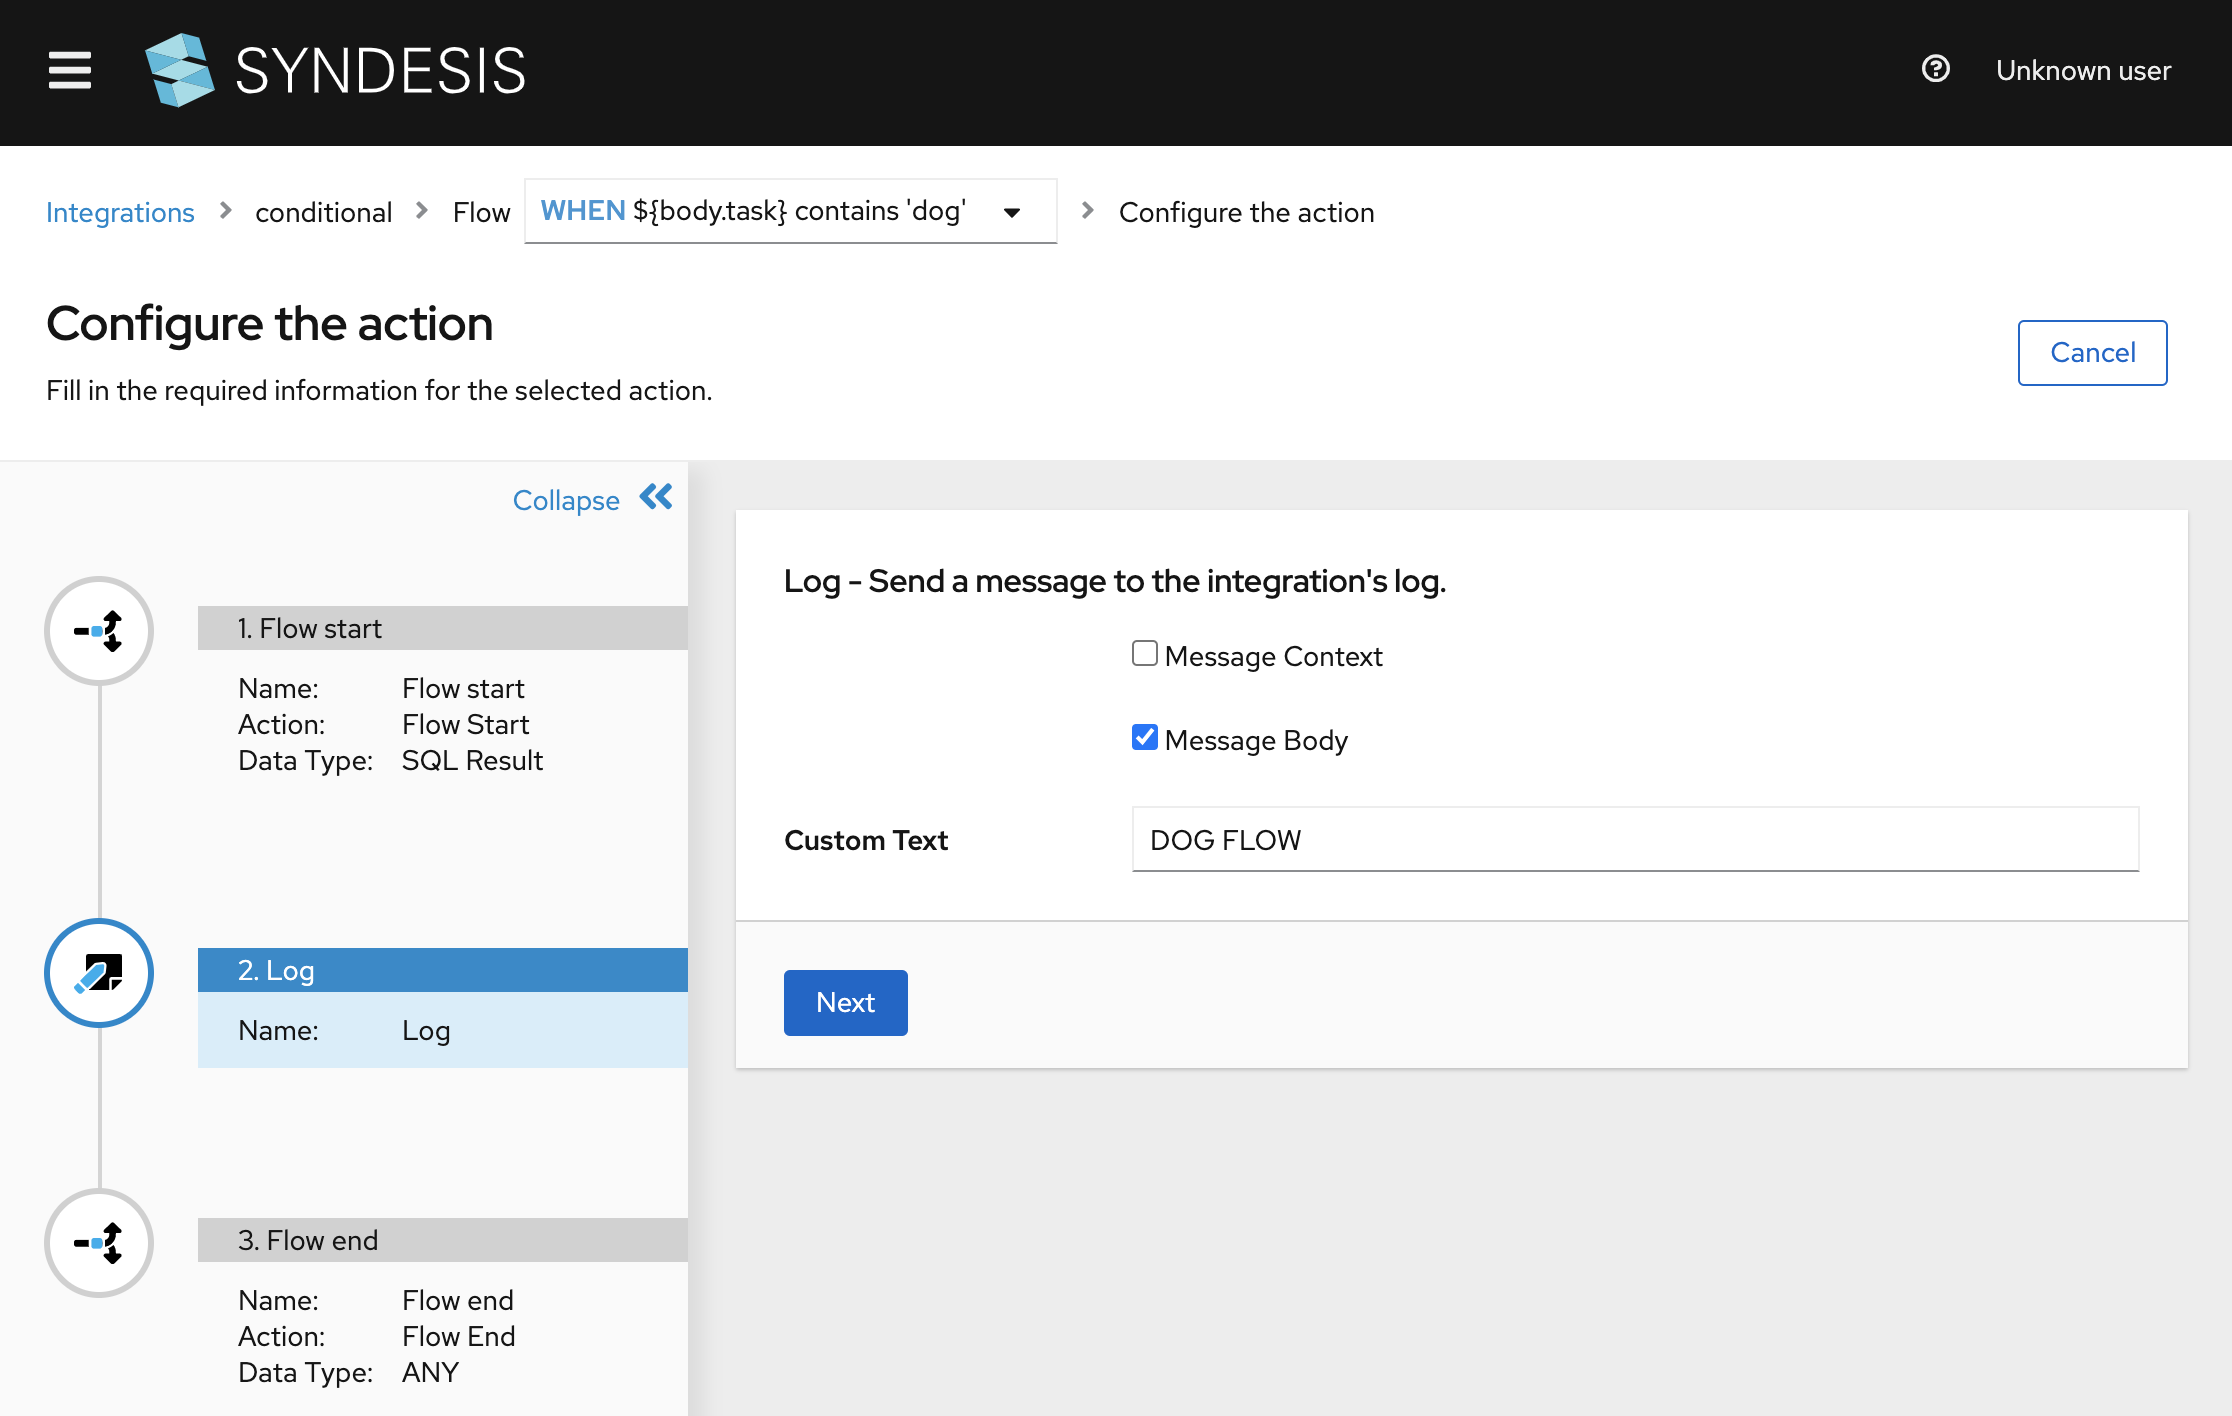 SYNDESIS
Unknown user
Integrations > conditional > Flow WHEN ${body.task} contains 'dog' > Configure the action
Configure the action
Fill in the required information for the selected action.
Cancel
Collapse
1. Flow start
Name: Flow start
Action: Flow Start
Data Type: SQL Result
2. Log
Name: Log
3. Flow end
Name: Flow end
Action: Flow End
Data Type: ANY
Log - Send a message to the integration's log.
Message Context
Message Body
Custom Text DOG FLOW
Next